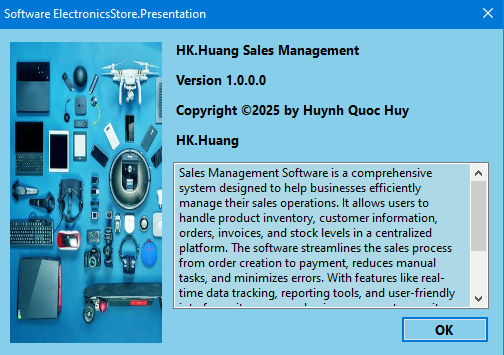 Software ElectronicsStore.Presentation
HK.Huang Sales Management
Version 1.0.0.0
Copyright ©2025 by Huynh Quoc Huy
HK.Huang
Sales Management Software is a comprehensive
system designed to help businesses efficiently
manage their sales operations. It allows users to
handle product inventory, customer information,
orders, invoices, and stock levels in a centralized
platform. The software streamlines the sales process
from order creation to payment, reduces manual
tasks, and minimizes errors. With features like real-
time data tracking, reporting tools, and user-friendly
OK